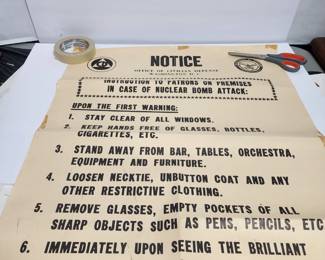 NOTICE
OFFICE OF CIVILIAN DEFENSE
WASHINGTON, D.C.
INSTRUCTION TO PATRONS ON PREMISES
IN CASE OF NUCLEAR BOMB ATTACK:
UPON THE FIRST WARNING:
1. STAY CLEAR OF ALL WINDOWS.
2. KEEP HANDS FREE OF GLASSES, BOTTLES,
CIGARETTES, ETC.
3. STAND AWAY FROM BAR, TABLES, ORCHESTRA,
EQUIPMENT AND FURNITURE.
4. LOOSEN NECKTIE, UNBUTTON COAT AND ANY
OTHER RESTRICTIVE CLOTHING.
5. REMOVE GLASSES, EMPTY POCKETS OF ALL
SHARP OBJECTS SUCH AS PENS, PENCILS, ETC
6. IMMEDIATELY UPON SEEING THE BRILLIANT